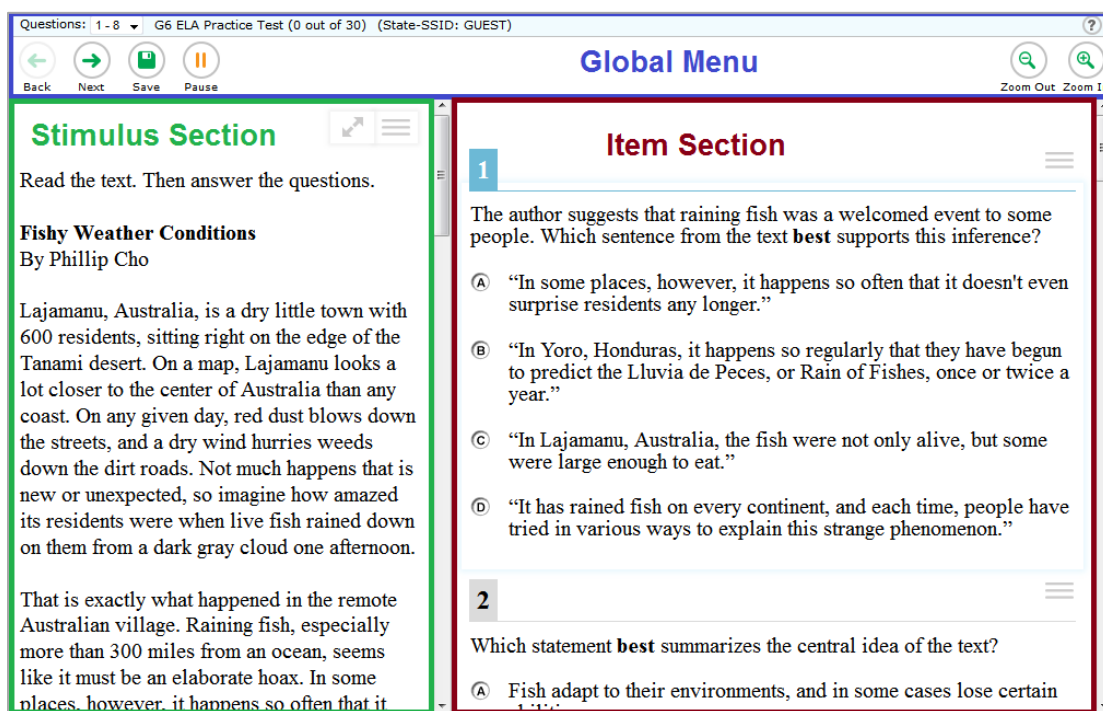 Questions: 1 - 8 G6 ELA Practice Test (0 out of 30) (State-SSID: GUEST)
?
Back Next Save Pause
Global Menu
Zoom Out Zoom I
Stimulus Section
Read the text. Then answer the questions.
Fishy Weather Conditions
By Phillip Cho
Lajamanu, Australia, is a dry little town with
600 residents, sitting right on the edge of the
Tanami desert. On a map, Lajamanu looks a
lot closer to the center of Australia than any
coast. On any given day, red dust blows down
the streets, and a dry wind hurries weeds
down the dirt roads. Not much happens that is
new or unexpected, so imagine how amazed
its residents were when live fish rained down
on them from a dark gray cloud one afternoon.
That is exactly what happened in the remote
Australian village. Raining fish, especially
more than 300 miles from an ocean, seems
like it must be an elaborate hoax. In some
places, however, it happens so often that it
Item Section
1
The author suggests that raining fish was a welcomed event to some
people. Which sentence from the text best supports this inference?
A “In some places, however, it happens so often that it doesn't even
surprise residents any longer.”
B “In Yoro, Honduras, it happens so regularly that they have begun
to predict the Lluvia de Peces, or Rain of Fishes, once or twice a
year.”
C “In Lajamanu, Australia, the fish were not only alive, but some
were large enough to eat.”
D “It has rained fish on every continent, and each time, people have
tried in various ways to explain this strange phenomenon.”
2
Which statement best summarizes the central idea of the text?
A Fish adapt to their environments, and in some cases lose certain